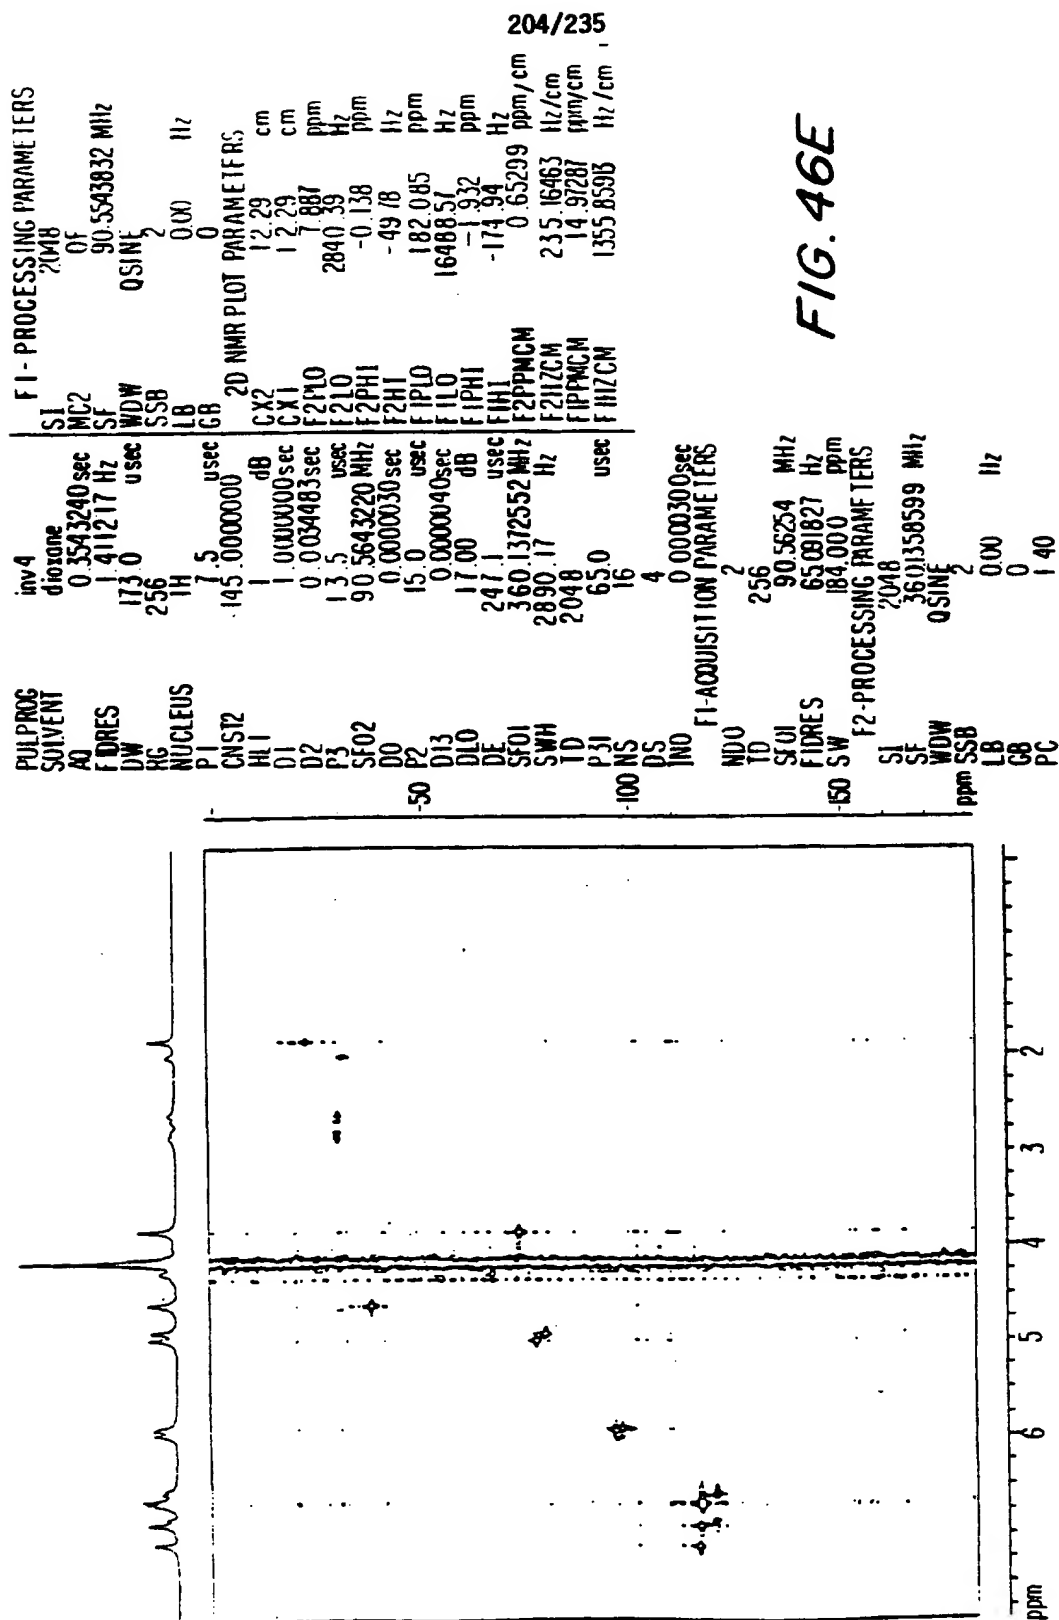 204/235
PULPROG inv4
SOLVENT dioxane
AQ 0.3543240 sec
FIDRES 1.411217 Hz
DW 173.0 usec
RG 256
NUCLEUS 1H
P1 7.5 usec
CNST2 145.0000000
HL1 1 dB
D1 1.0000000 sec
D2 0.0034483 sec
P3 13.5 usec
SFO2 90.5643220 MHz
D0 0.0000030 sec
P2 15.0 usec
D13 0.0000040 sec
DL0 17.00 dB
DE 247.1 usec
SFO1 360.1372552 MHz
SWH 2890.17 Hz
TD 2048
P31 65.0 usec
NS 16
DS 4
IN0 0.0000300 sec
F1-ACQUISITION PARAMETERS
ND0 2
TD 256
SFO1 90.56254 MHz
FIDRES 65.091827 Hz
SW 184.000 ppm
F2-PROCESSING PARAMETERS
SI 2048
SF 360.1358599 MHz
WDW QSINE
SSB 2
LB 0.00 Hz
GB 0
PC 1.40
F1-PROCESSING PARAMETERS
SI 2048
MC2 QF
SF 90.5543832 MHz
WDW QSINE
SSB 2
LB 0.00 Hz
GB 0
2D NMR PLOT PARAMETERS
CX2 12.29 cm
CX1 12.29 cm
F2PLO 7.887 ppm
F2LO 2840.39 Hz
F2PHI -0.138 ppm
F2HI -49.78 Hz
F1PLO 182.085 ppm
F1LO 16488.57 Hz
F1PHI -1.932 ppm
F1HI -174.94 Hz
F2PPMCM 0.65299 ppm/cm
F2HZCM 235.16463 Hz/cm
F1PPMCM 14.97287 ppm/cm
F1HZCM 1355.85913 Hz/cm
50
100
150
ppm
ppm 6 5 4 3 2
FIG. 46E